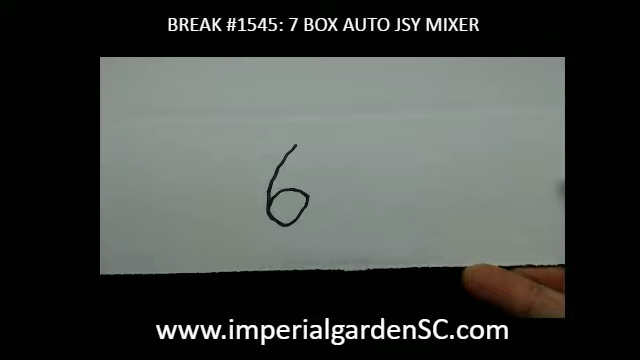 BREAK #1545: 7 BOX AUTO JSY MIXER
6
www.imperialgardenSC.com